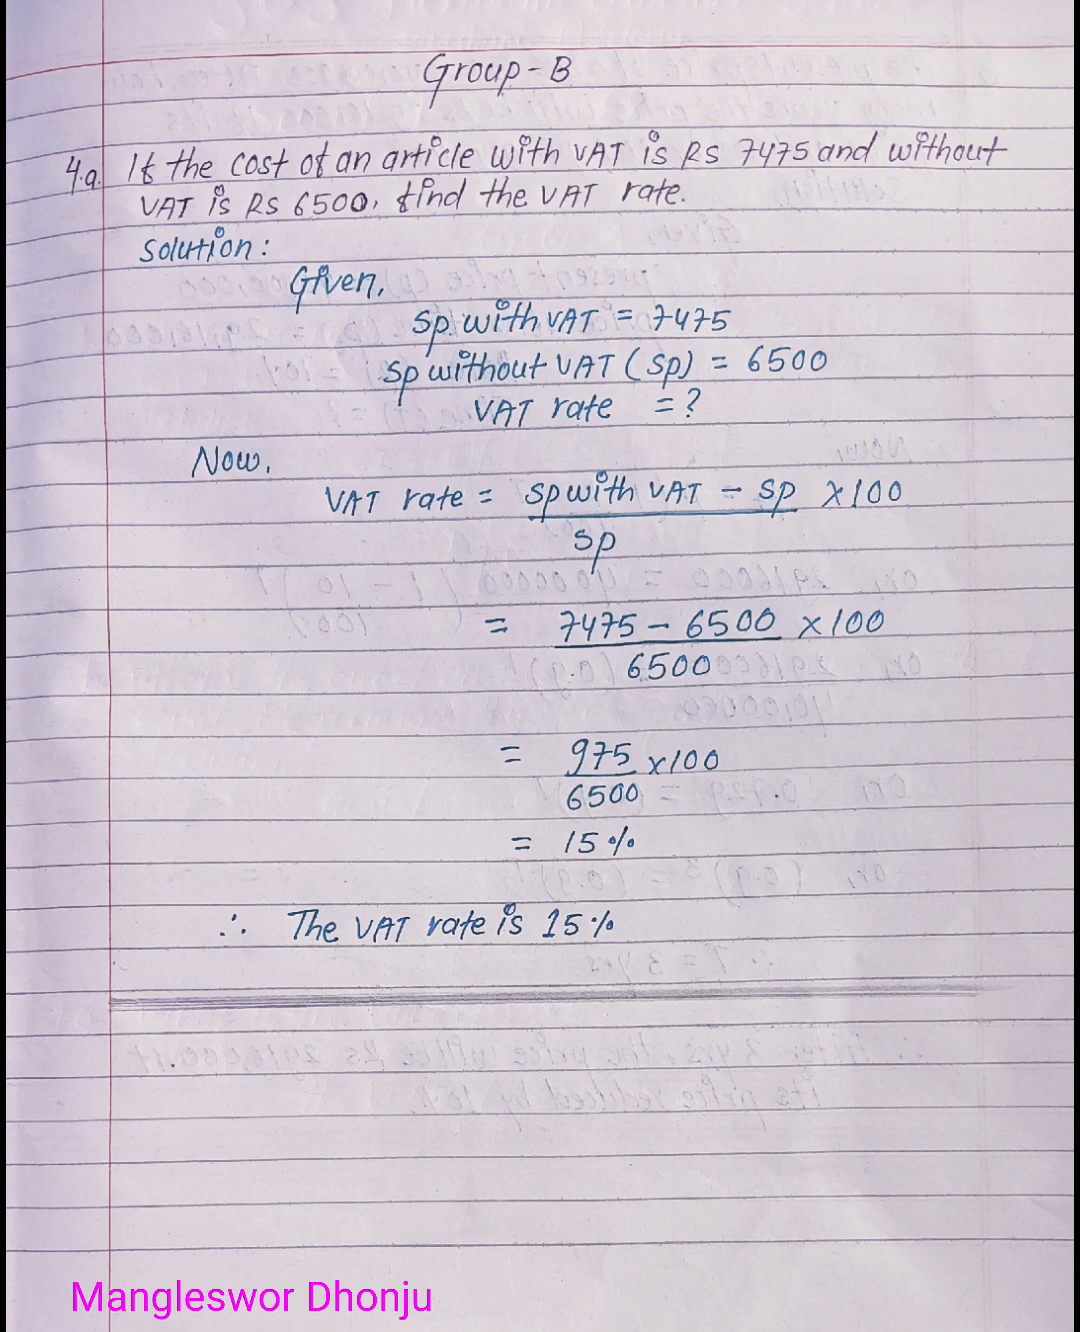 Group-B
4.a. If the cost of an article with VAT is RS 7475 and without
VAT is RS 6500, find the VAT rate.
Solution:
Given,
Sp with VAT = 7475
Sp without VAT (Sp) = 6500
VAT rate = ?
Now,
VAT rate = Sp with VAT - Sp × 100
Sp
= 7475 - 6500 × 100
6500
= 975 × 100
6500
= 15%
∴ The VAT rate is 15%
Mangleswor Dhonju